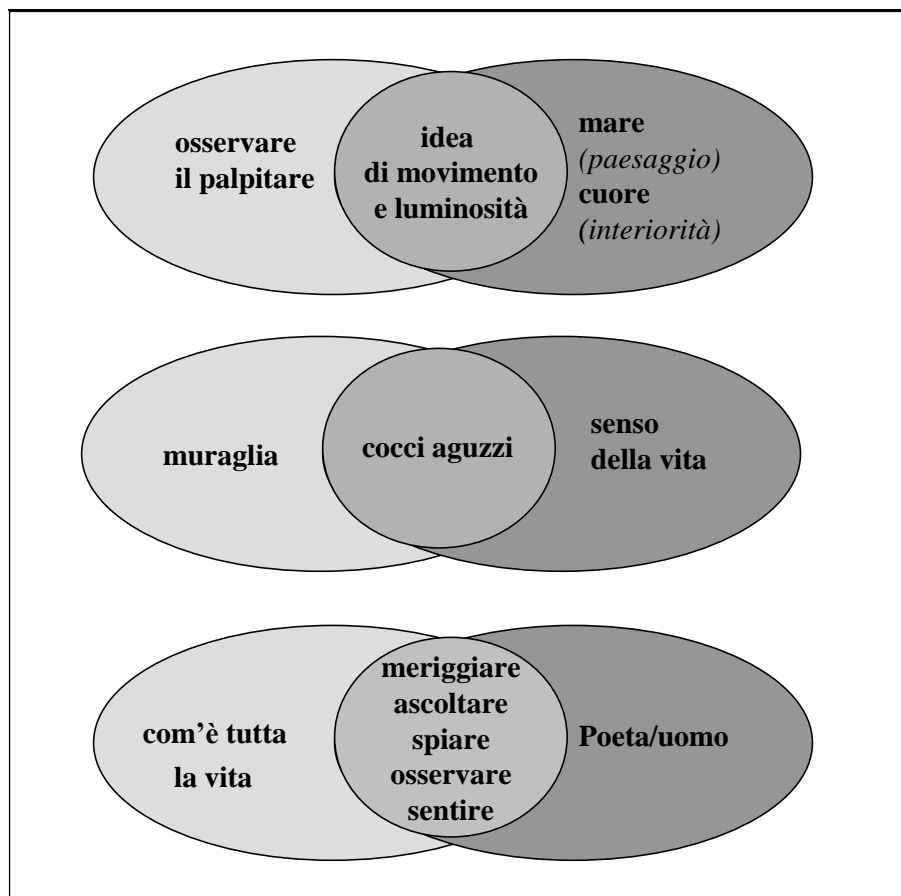 osservare
il palpitare
idea
di movimento
e luminosità
mare
(paesaggio)
cuore
(interiorità)
muraglia
cocci aguzzi
senso
della vita
com’è tutta
la vita
meriggiare
ascoltare
spiare
osservare
sentire
Poeta/uomo